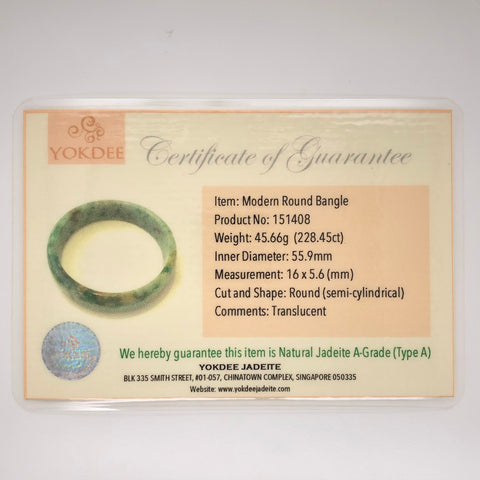 YOKDEE
Certificate of Guarantee
Item: Modern Round Bangle
Product No: 151408
Weight: 45.66g (228.45ct)
Inner Diameter: 55.9mm
Measurement: 16 x 5.6 (mm)
Cut and Shape: Round (semi-cylindrical)
Comments: Translucent
We hereby guarantee this item is Natural Jadeite A-Grade (Type A)
YOKDEE JADEITE
BLK 335 SMITH STREET, #01-057, CHINATOWN COMPLEX, SINGAPORE 050335
Website: www.yokdeejadeite.com